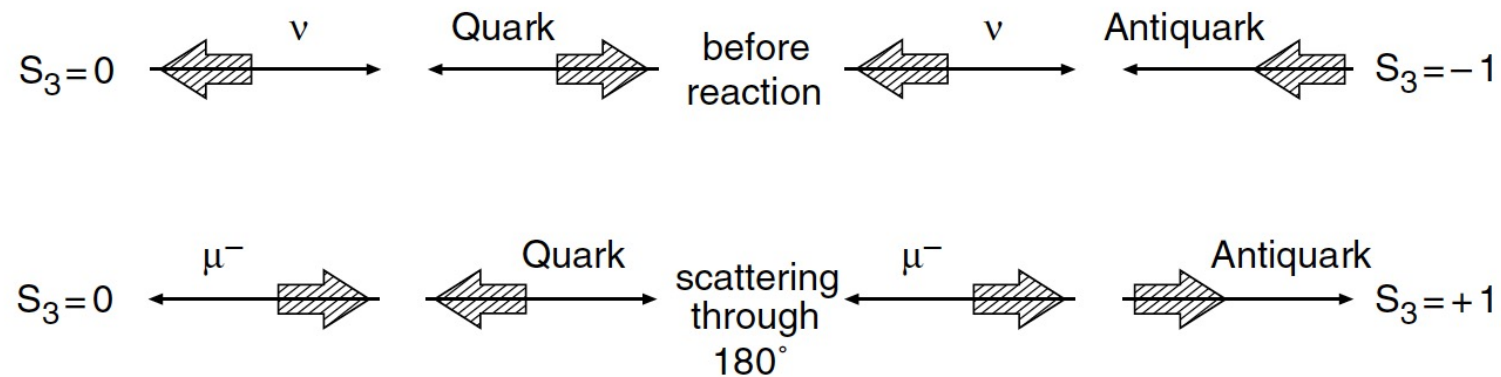 ν Quark before reaction ν Antiquark
S₃=0 S₃=−1
μ⁻ Quark scattering through 180° μ⁻ Antiquark
S₃=0 S₃=+1